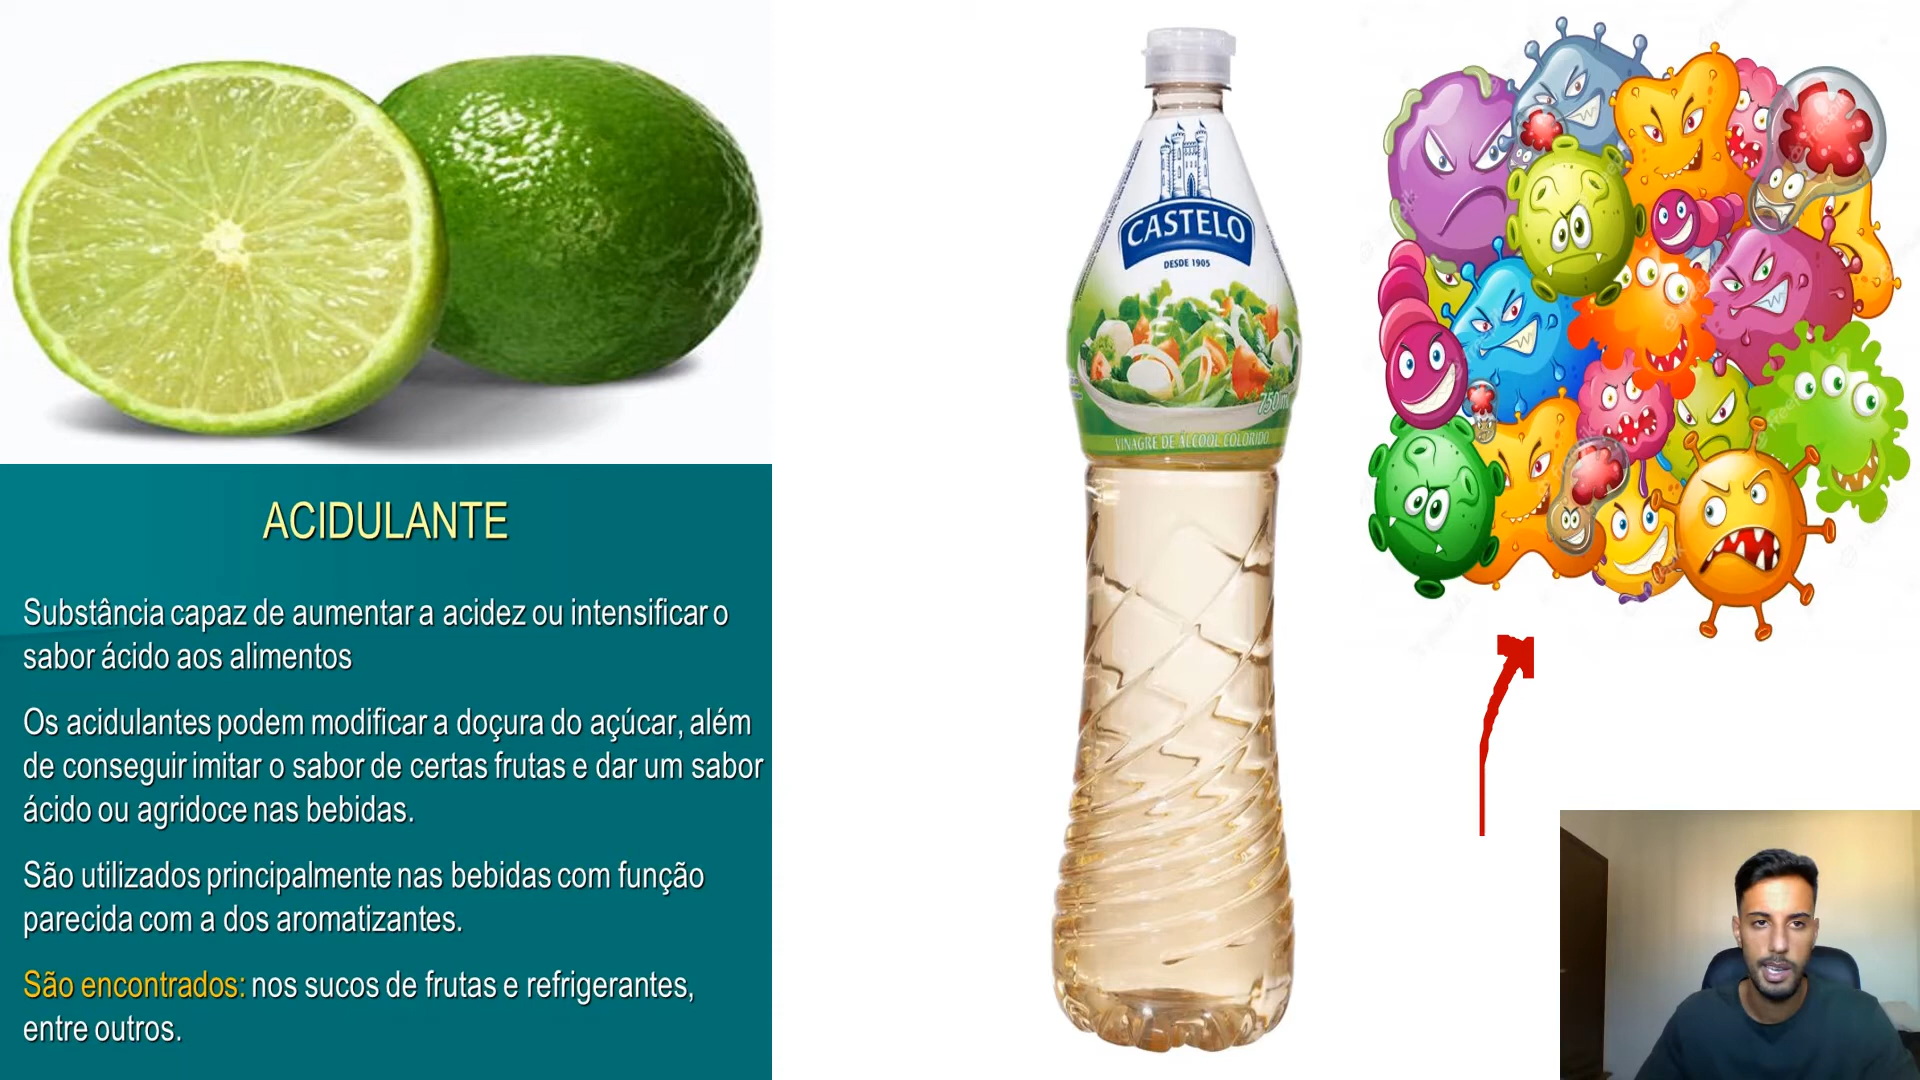 ACIDULANTE
Substância capaz de aumentar a acidez ou intensificar o
sabor ácido aos alimentos
Os acidulantes podem modificar a doçura do açúcar, além
de conseguir imitar o sabor de certas frutas e dar um sabor
ácido ou agridoce nas bebidas.
São utilizados principalmente nas bebidas com função
parecida com a dos aromatizantes.
São encontrados: nos sucos de frutas e refrigerantes,
entre outros.
CASTELO
DESDE 1905
750 ml
VINAGRE DE ÁLCOOL COLORIDO